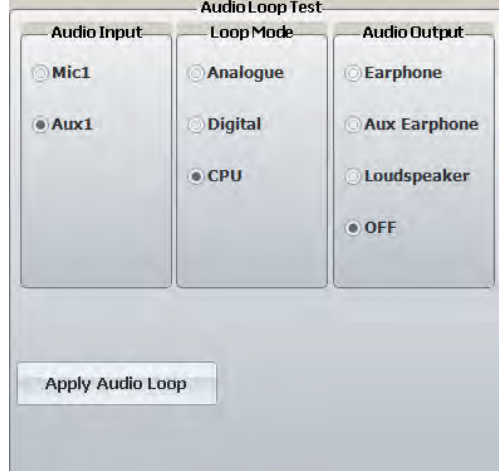 Audio Loop Test
Audio Input
Mic1
Aux1
Loop Mode
Analogue
Digital
CPU
Audio Output
Earphone
Aux Earphone
Loudspeaker
OFF
Apply Audio Loop